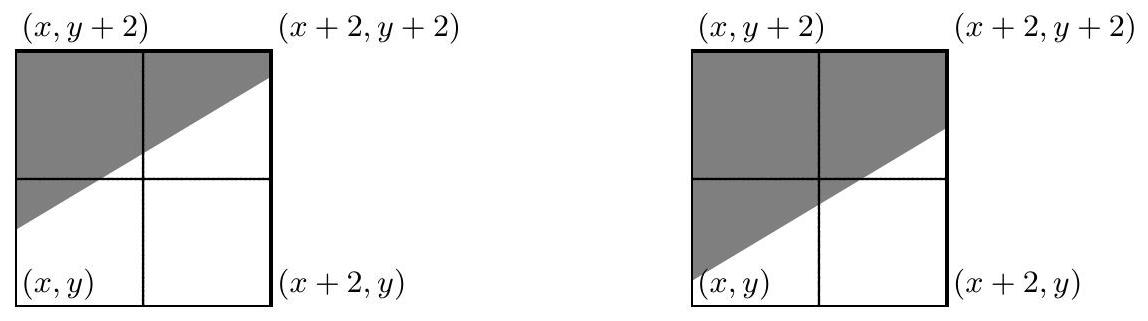 (x, y + 2) (x + 2, y + 2)
(x, y) (x + 2, y)
(x, y + 2) (x + 2, y + 2)
(x, y) (x + 2, y)